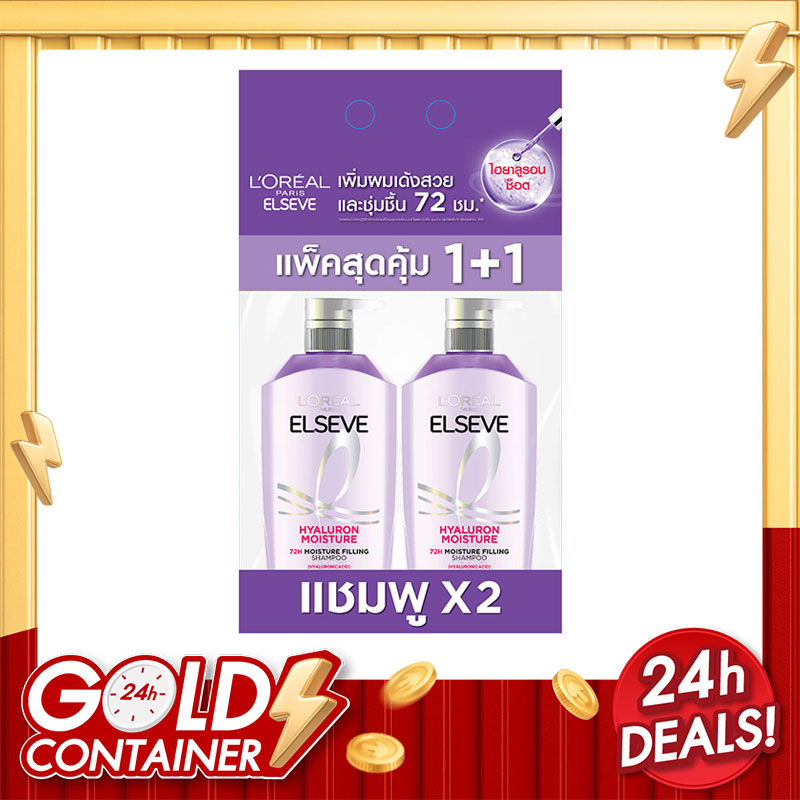 L'ORÉAL
PARIS
ELSEVE
เพิ่มผมเด้งสวย
และชุ่มชื้น 72 ชม.*
ไฮยาลูรอน
ช็อต
แพ็คสุดคุ้ม 1+1
L'ORÉAL
PARIS
ELSEVE
HYALURON
MOISTURE
72H MOISTURE FILLING
SHAMPOO
[HYALURONIC ACID]
L'ORÉAL
PARIS
ELSEVE
HYALURON
MOISTURE
72H MOISTURE FILLING
SHAMPOO
[HYALURONIC ACID]
แชมพู X2
GOLD
24h
CONTAINER
24h
DEALS!